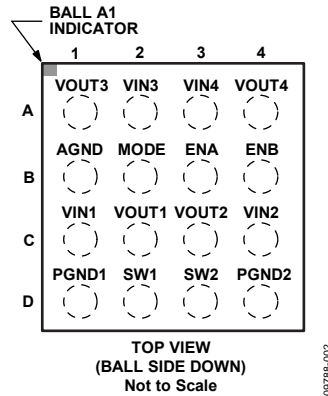 BALL A1
INDICATOR
1 2 3 4
VOUT3 VIN3 VIN4 VOUT4
A
AGND MODE ENA ENB
B
VIN1 VOUT1 VOUT2 VIN2
C
PGND1 SW1 SW2 PGND2
D
TOP VIEW
(BALL SIDE DOWN)
Not to Scale
09788-002